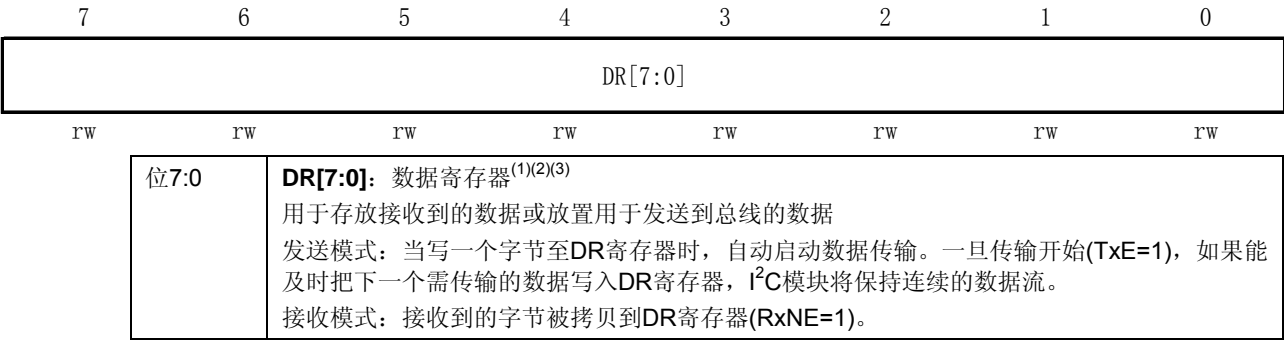 7 6 5 4 3 2 1 0
DR[7:0]
rw rw rw rw rw rw rw rw
位7:0 DR[7:0]：数据寄存器(1)(2)(3)
用于存放接收到的数据或放置用于发送到总线的数据
发送模式：当写一个字节至DR寄存器时，自动启动数据传输。一旦传输开始(TxE=1)，如果能
及时把下一个需传输的数据写入DR寄存器，I2C模块将保持连续的数据流。
接收模式：接收到的字节被拷贝到DR寄存器(RxNE=1)。